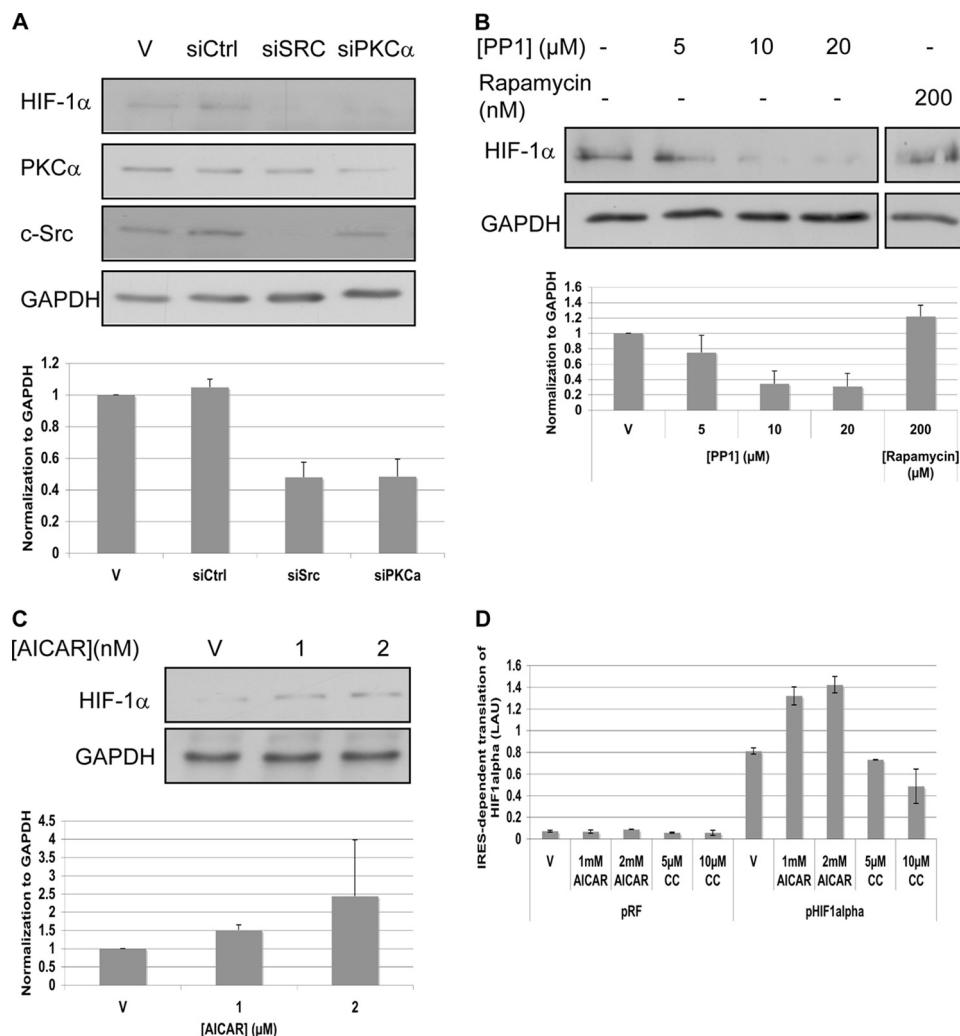 A
V siCtrl siSRC siPKCα
HIF-1α
PKCα
c-Src
GAPDH
Normalization to GAPDH
1.2
1
0.8
0.6
0.4
0.2
0
V siCtrl siSrc siPKCa
B
[PP1] (μM) - 5 10 20 -
Rapamycin
(nM) - - - - 200
HIF-1α
GAPDH
Normalization to GAPDH
1.6
1.4
1.2
1
0.8
0.6
0.4
0.2
0
V 5 10 20 200
[PP1] (μM) [Rapamycin]
(μM)
C
[AICAR](nM) V 1 2
HIF-1α
GAPDH
Normalization to GAPDH
4.5
4
3.5
3
2.5
2
1.5
1
0.5
0
V 1 2
[AICAR] (μM)
D
IRES-dependent translation of
HIF1alpha (LAU)
1.6
1.4
1.2
1
0.8
0.6
0.4
0.2
0
V 1mM 2mM 5μM 10μM V 1mM 2mM 5μM 10μM
AICAR AICAR CC CC AICAR AICAR CC CC
pRF pHIF1alpha